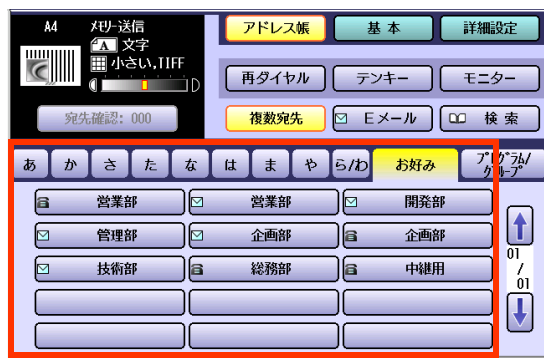 A4 ﾒﾓﾘｰ送信
A 文字
小さい,TIFF
D
宛先確認: 000
アドレス帳 基本 詳細設定
再ダイヤル テンキー モニター
複数宛先 Eメール 検索
あ か さ た な は ま や ら/わ お好み ﾌﾟﾛｸﾞﾗﾑ/
ｸﾞﾙｰﾌﾟ
営業部 営業部 開発部
管理部 企画部 企画部
技術部 総務部 中継用
01
/
01